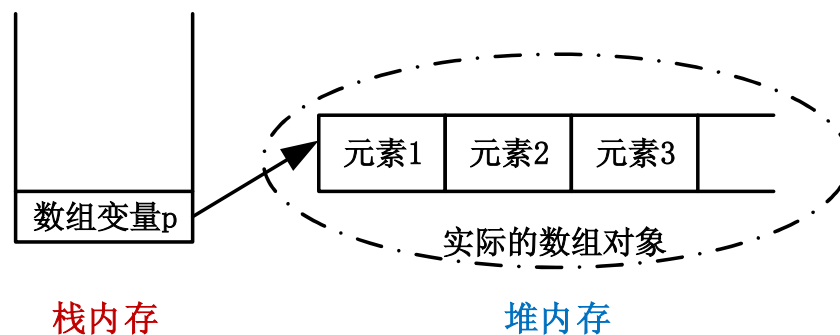 元素1 元素2 元素3
数组变量p
实际的数组对象
栈内存 堆内存